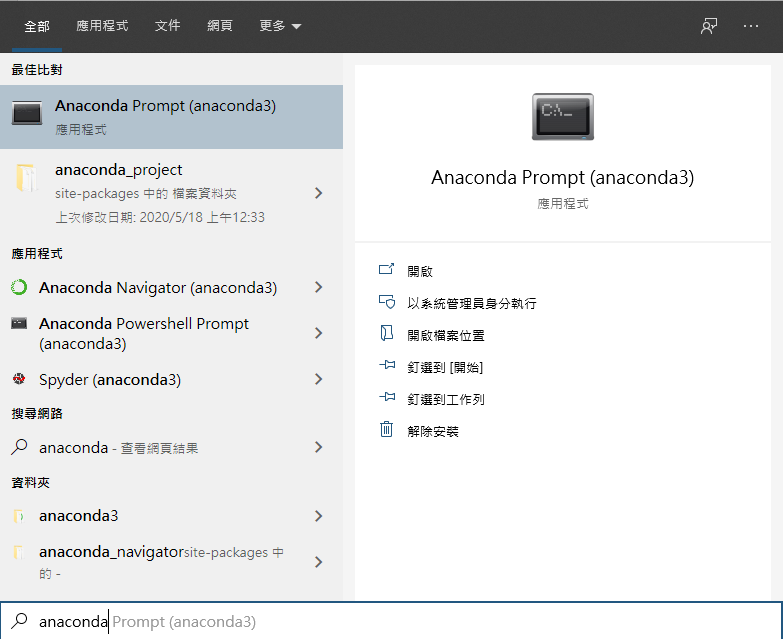 全部 應用程式 文件 網頁 更多
最佳比對
Anaconda Prompt (anaconda3)
應用程式
anaconda_project
site-packages 中的 檔案資料夾
上次修改日期: 2020/5/18 上午12:33
應用程式
Anaconda Navigator (anaconda3)
Anaconda Powershell Prompt
(anaconda3)
Spyder (anaconda3)
搜尋網路
anaconda - 查看網頁結果
資料夾
anaconda3
anaconda_navigatorsite-packages 中
的 -
C:\_
Anaconda Prompt (anaconda3)
應用程式
開啟
以系統管理員身分執行
開啟檔案位置
釘選到 [開始]
釘選到工作列
解除安裝
anaconda Prompt (anaconda3)